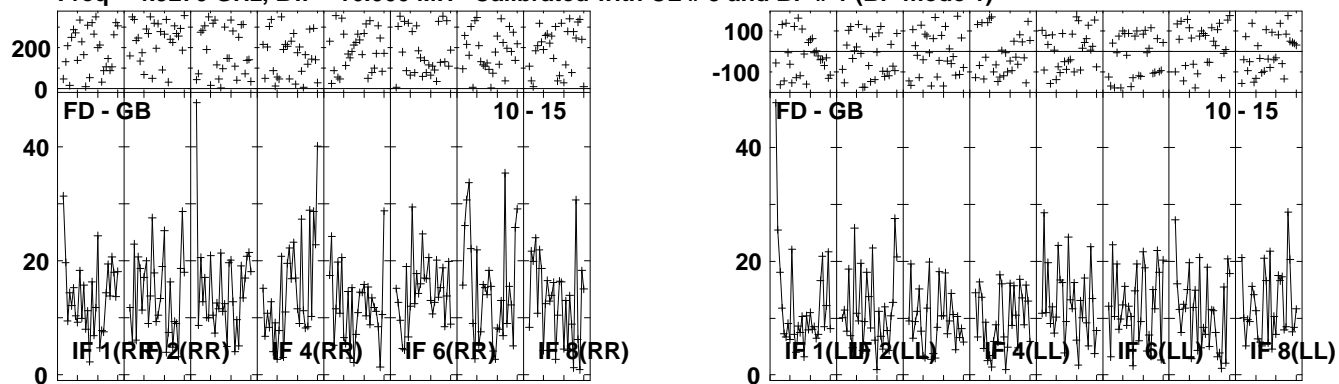 200
0
FD - GB
10 - 15
40
20
0
IF 1(RR)
IF 2(RR)
IF 4(RR)
IF 6(RR)
IF 8(RR)
100
-100
FD - GB
10 - 15
40
20
0
IF 1(LL)
IF 2(LL)
IF 4(LL)
IF 6(LL)
IF 8(LL)